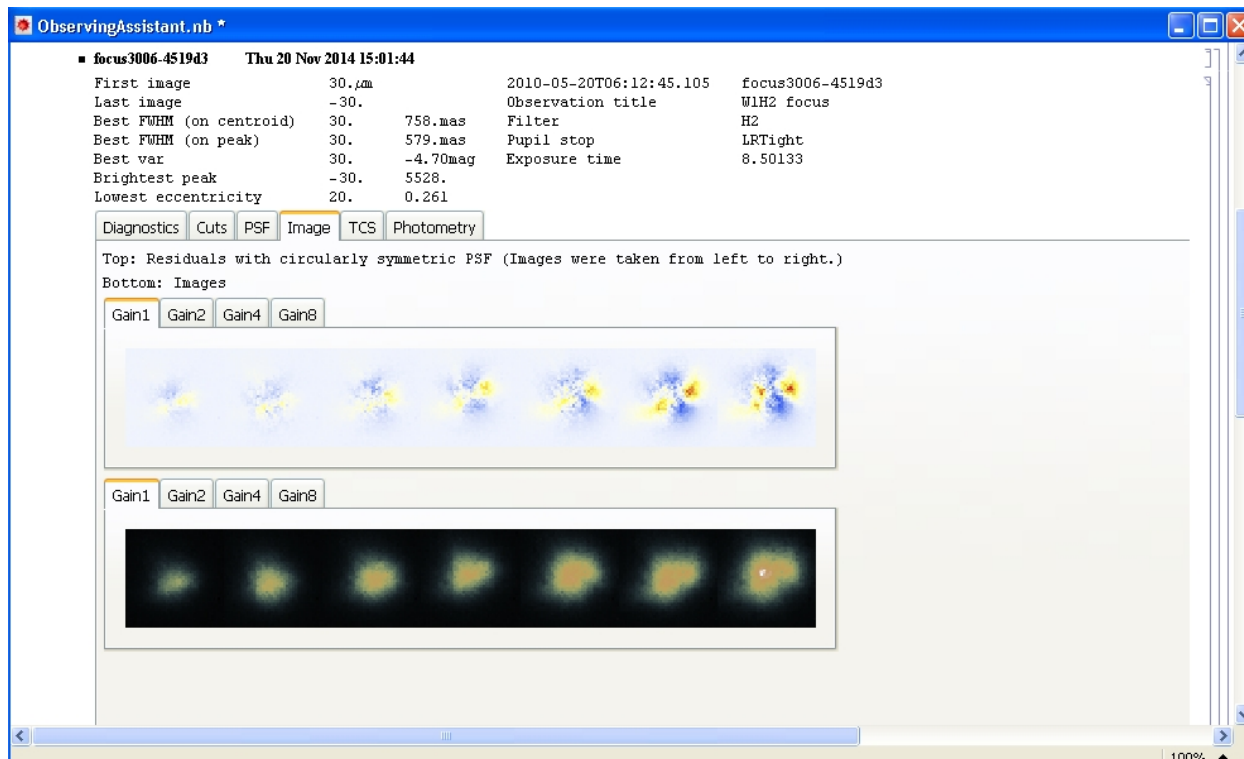 ObservingAssistant.nb *
focus3006-4519d3 Thu 20 Nov 2014 15:01:44
First image 30.μm 2010-05-20T06:12:45.105 focus3006-4519d3
Last image -30. Observation title W1H2 focus
Best FWHM (on centroid) 30. 758.mas Filter H2
Best FWHM (on peak) 30. 579.mas Pupil stop LRTight
Best var 30. -4.70mag Exposure time 8.50133
Brightest peak -30. 5528.
Lowest eccentricity 20. 0.261
Diagnostics Cuts PSF Image TCS Photometry
Top: Residuals with circularly symmetric PSF (Images were taken from left to right.)
Bottom: Images
Gain1 Gain2 Gain4 Gain8
Gain1 Gain2 Gain4 Gain8
100%